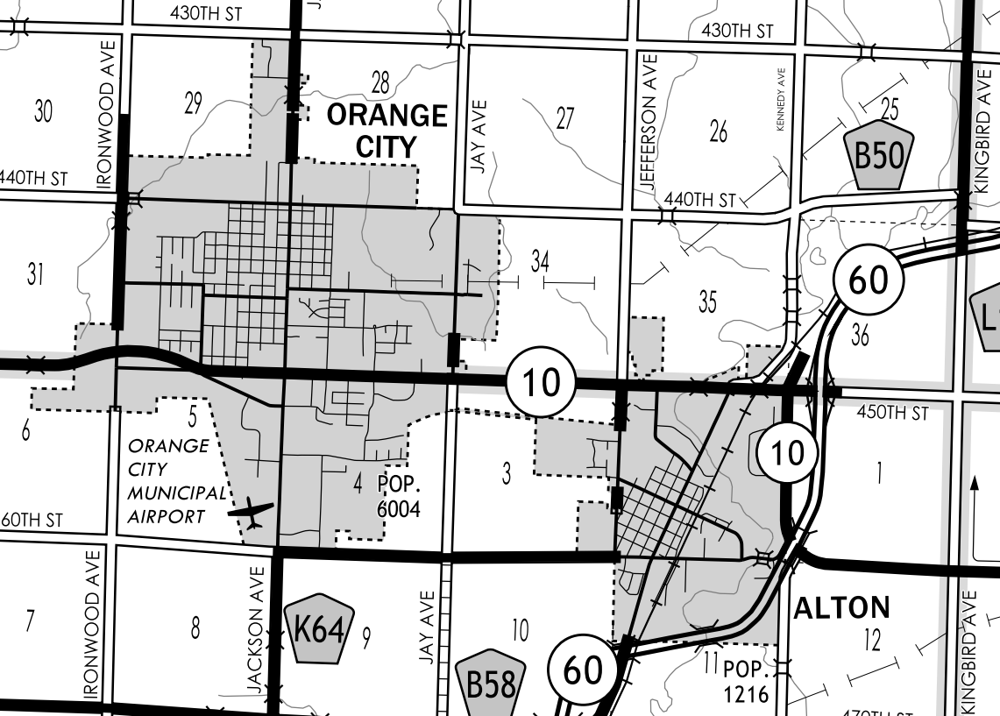 430TH ST
430TH ST
IRONWOOD AVE
29
30
28
ORANGE
CITY
JAY AVE
27
JEFFERSON AVE
26
KENNEDY AVE
25
B50
KINGBIRD AVE
440TH ST
440TH ST
31
34
35
60
36
10
450TH ST
10
6
5
ORANGE
CITY
MUNICIPAL
AIRPORT
4
POP.
6004
3
1
60TH ST
IRONWOOD AVE
7
8
JACKSON AVE
K64
9
JAY AVE
10
B58
60
11
POP.
1216
ALTON
12
KINGBIRD AVE
470TH ST